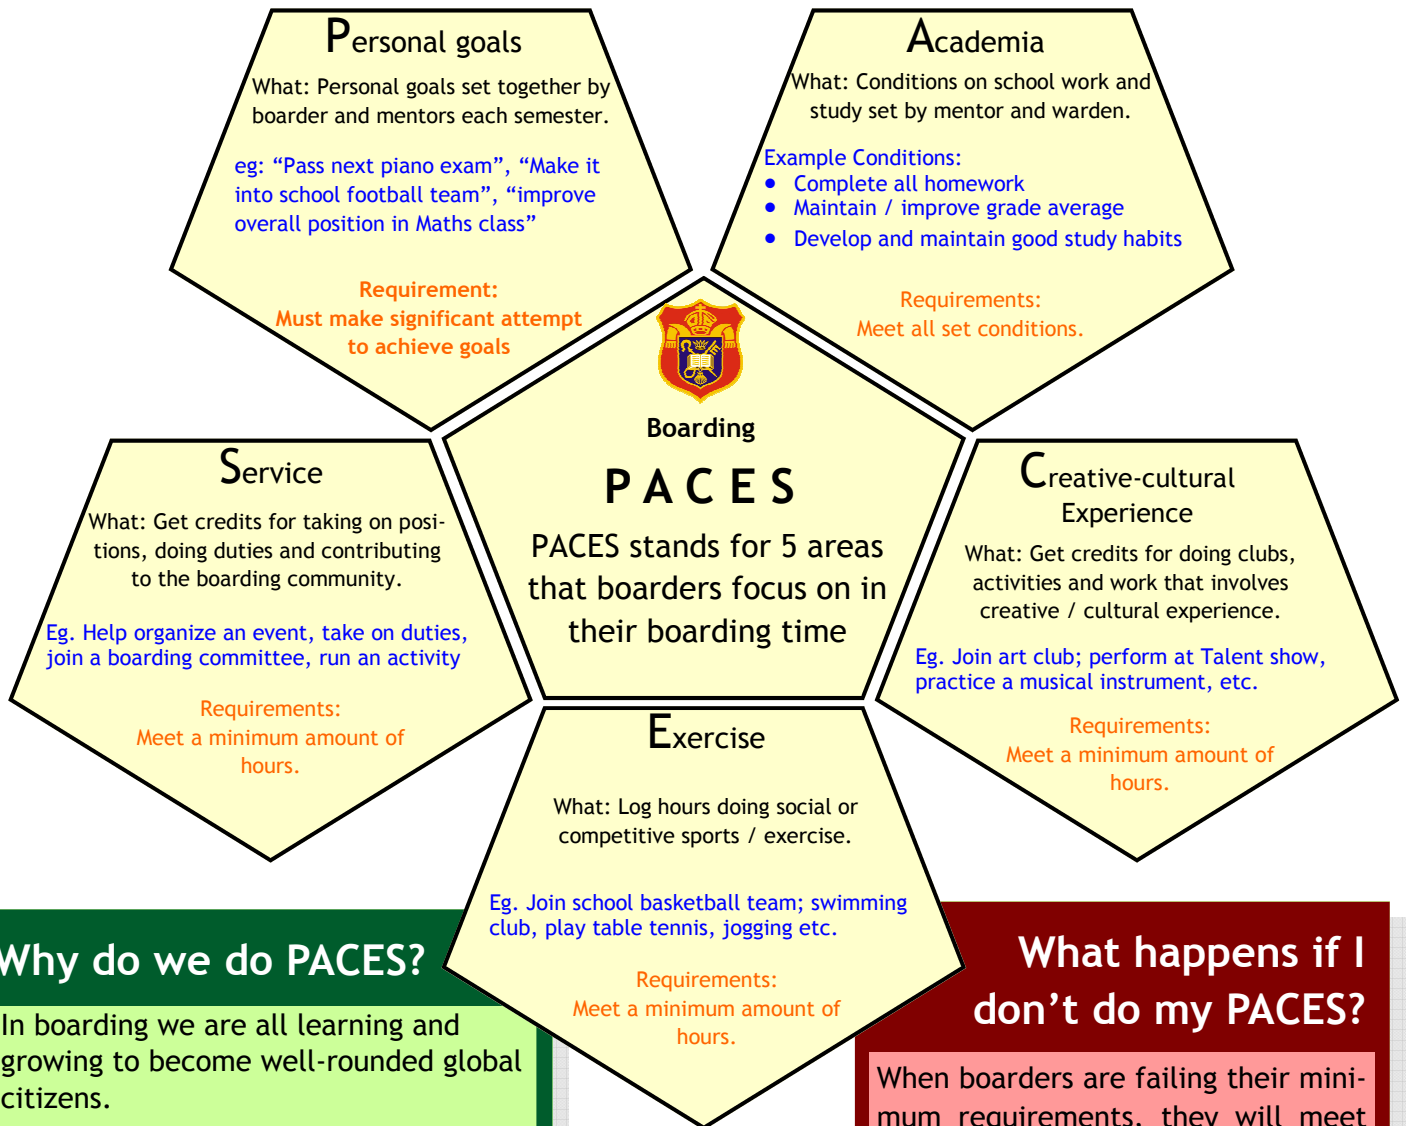 Personal goals
What: Personal goals set together by
boarder and mentors each semester.
eg: “Pass next piano exam”, “Make it
into school football team”, “improve
overall position in Maths class”
Requirement:
Must make significant attempt
to achieve goals
Academia
What: Conditions on school work and
study set by mentor and warden.
Example Conditions:
• Complete all homework
• Maintain / improve grade average
• Develop and maintain good study habits
Requirements:
Meet all set conditions.
Boarding
P A C E S
PACES stands for 5 areas
that boarders focus on in
their boarding time
Service
What: Get credits for taking on posi-
tions, doing duties and contributing
to the boarding community.
Eg. Help organize an event, take on duties,
join a boarding committee, run an activity
Requirements:
Meet a minimum amount of
hours.
Creative-cultural
Experience
What: Get credits for doing clubs,
activities and work that involves
creative / cultural experience.
Eg. Join art club; perform at Talent show,
practice a musical instrument, etc.
Requirements:
Meet a minimum amount of
hours.
Exercise
What: Log hours doing social or
competitive sports / exercise.
Eg. Join school basketball team; swimming
club, play table tennis, jogging etc.
Requirements:
Meet a minimum amount of
hours.
Why do we do PACES?
In boarding we are all learning and
growing to become well-rounded global
citizens.
What happens if I
don’t do my PACES?
When boarders are failing their mini-
mum requirements, they will meet